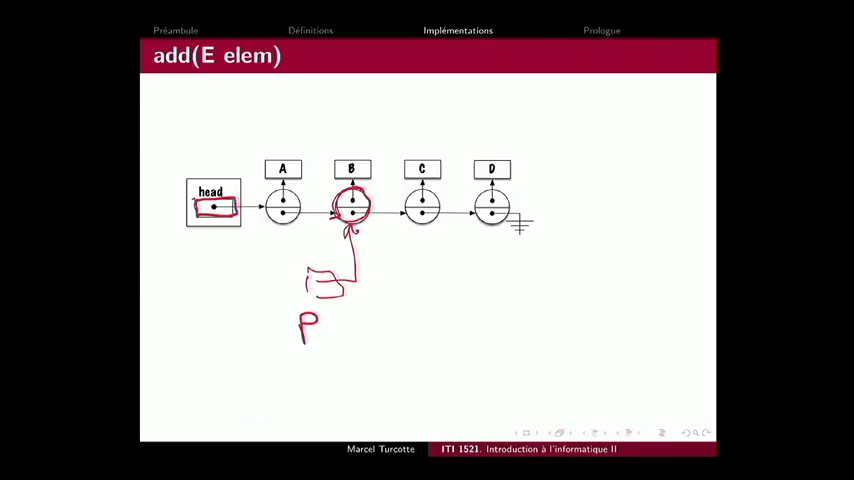 Préambule Définitions Implémentations Prologue
add(E elem)
A B C D
head
P
Marcel Turcotte ITI 1521. Introduction à l'informatique II